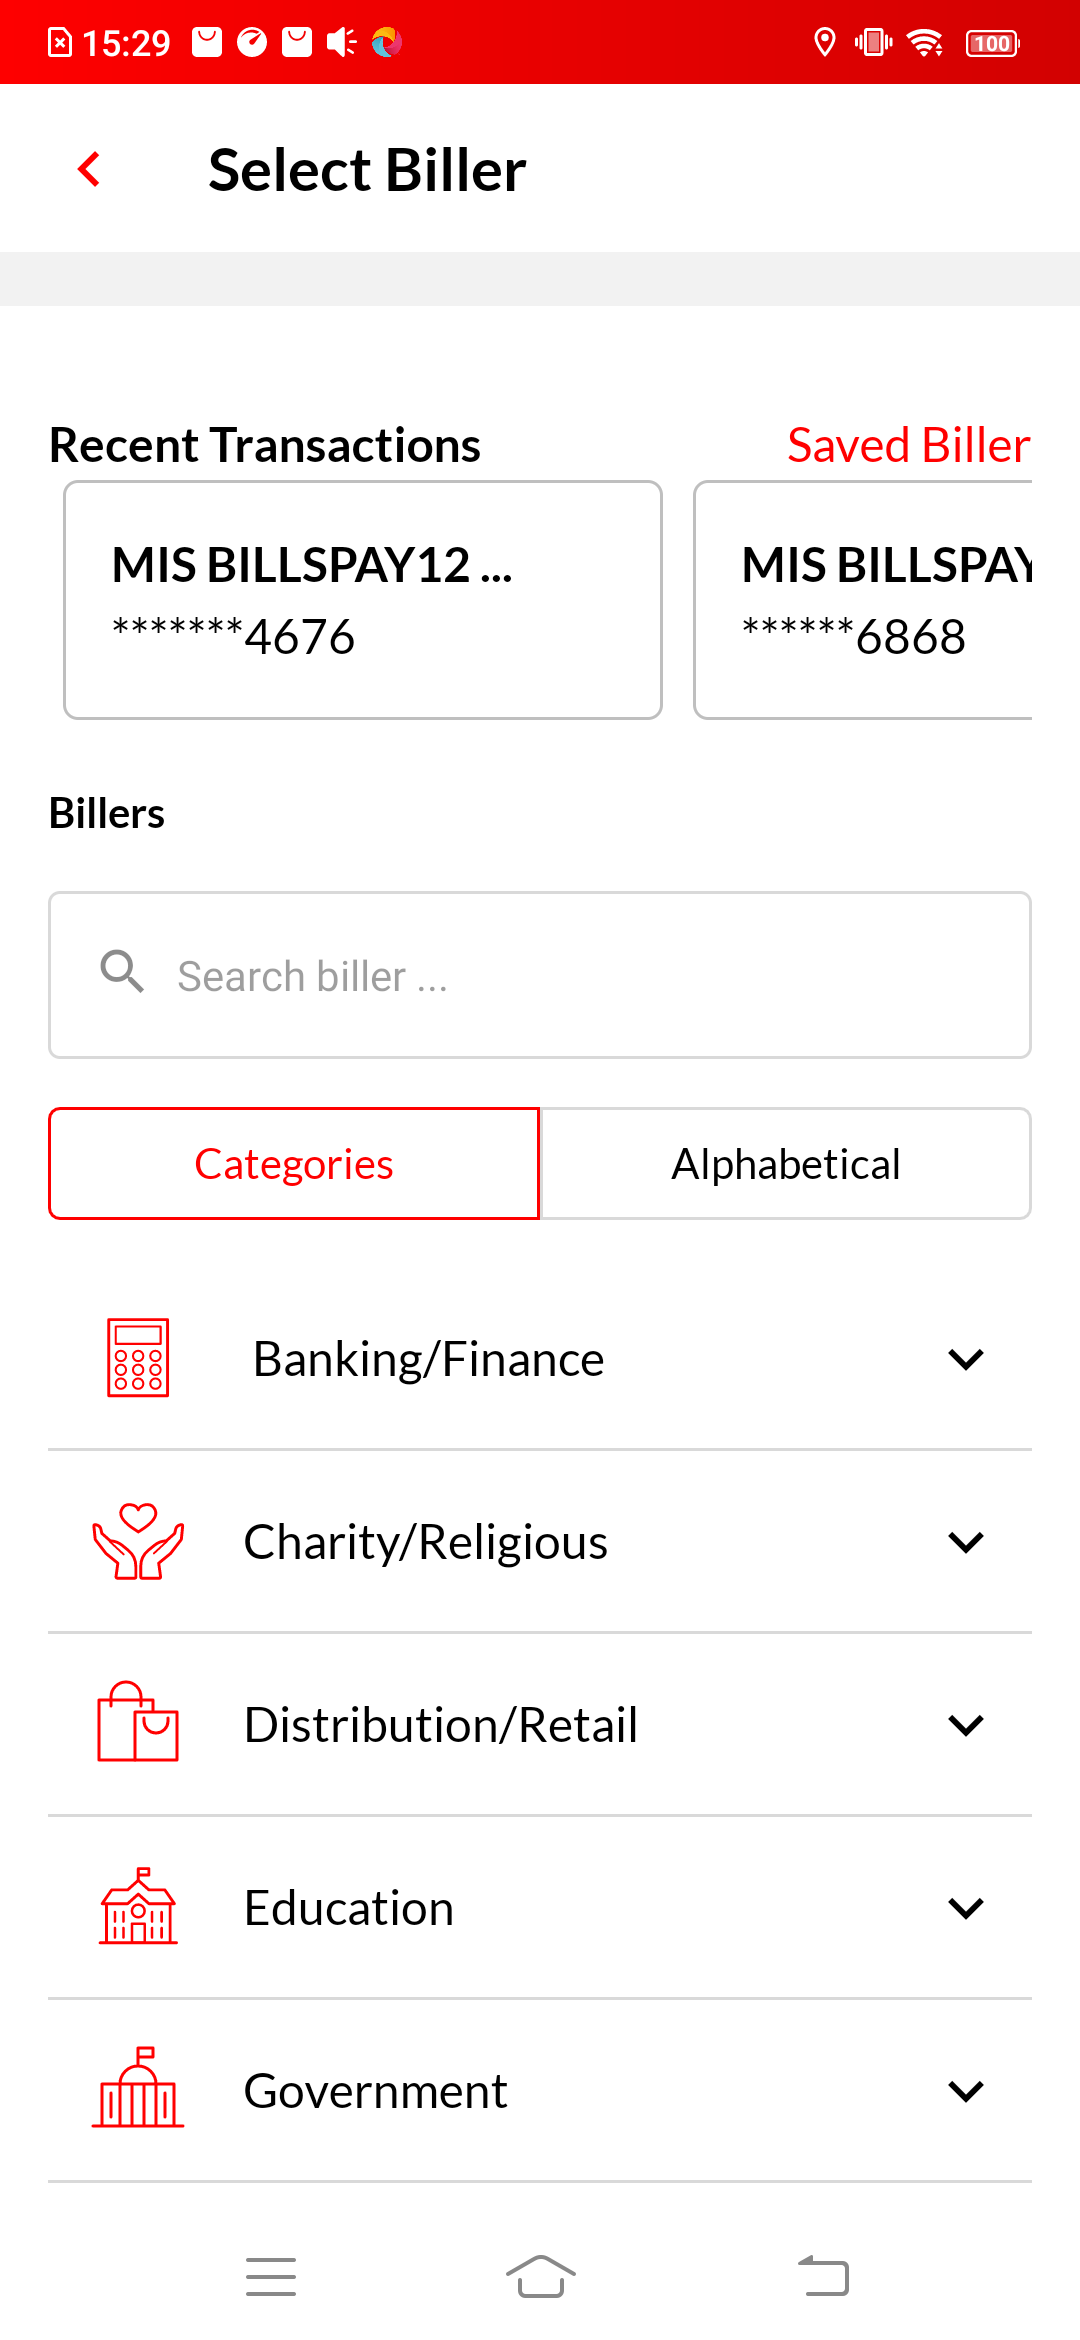 15:29
100
Select Biller
Recent Transactions
Saved Biller
MIS BILLSPAY12 ...
*******4676
MIS BILLSPAY
******6868
Billers
Search biller ...
Categories
Alphabetical
Banking/Finance
Charity/Religious
Distribution/Retail
Education
Government